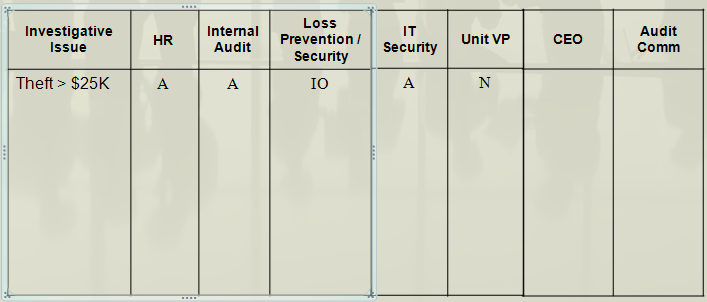 Investigative Issue
HR
Internal Audit
Loss Prevention / Security
IT Security
Unit VP
CEO
Audit Comm
Theft > $25K
A
A
IO
A
N